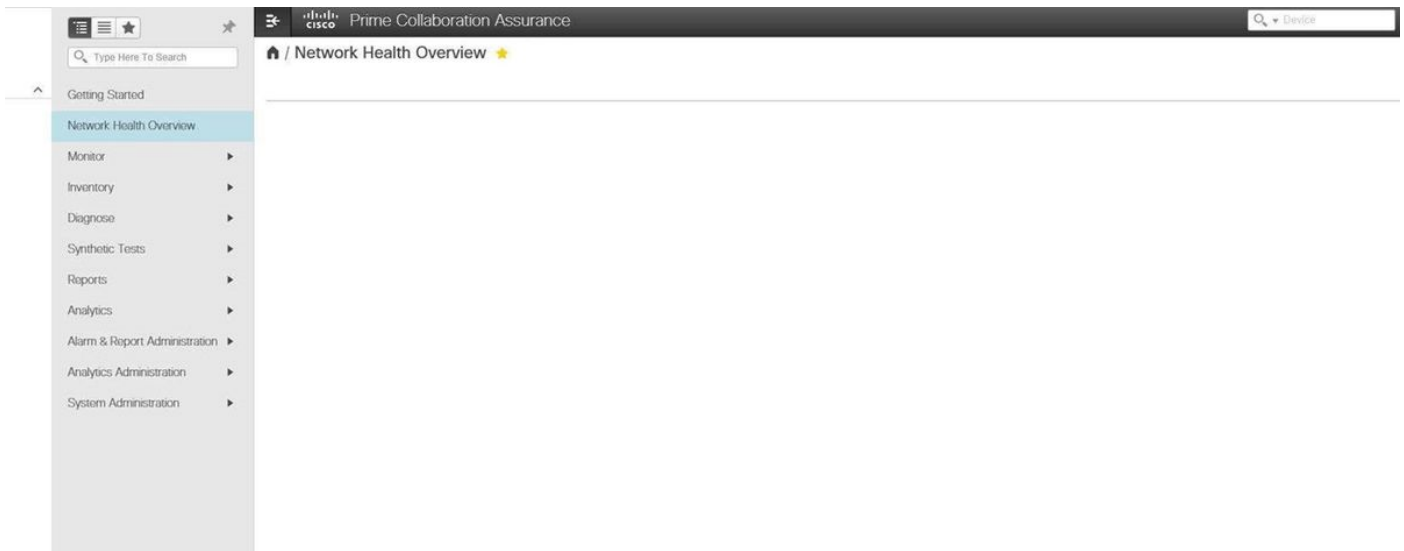 cisco Prime Collaboration Assurance
Device
Type Here To Search
/ Network Health Overview
Getting Started
Network Health Overview
Monitor
Inventory
Diagnose
Synthetic Tests
Reports
Analytics
Alarm & Report Administration
Analytics Administration
System Administration